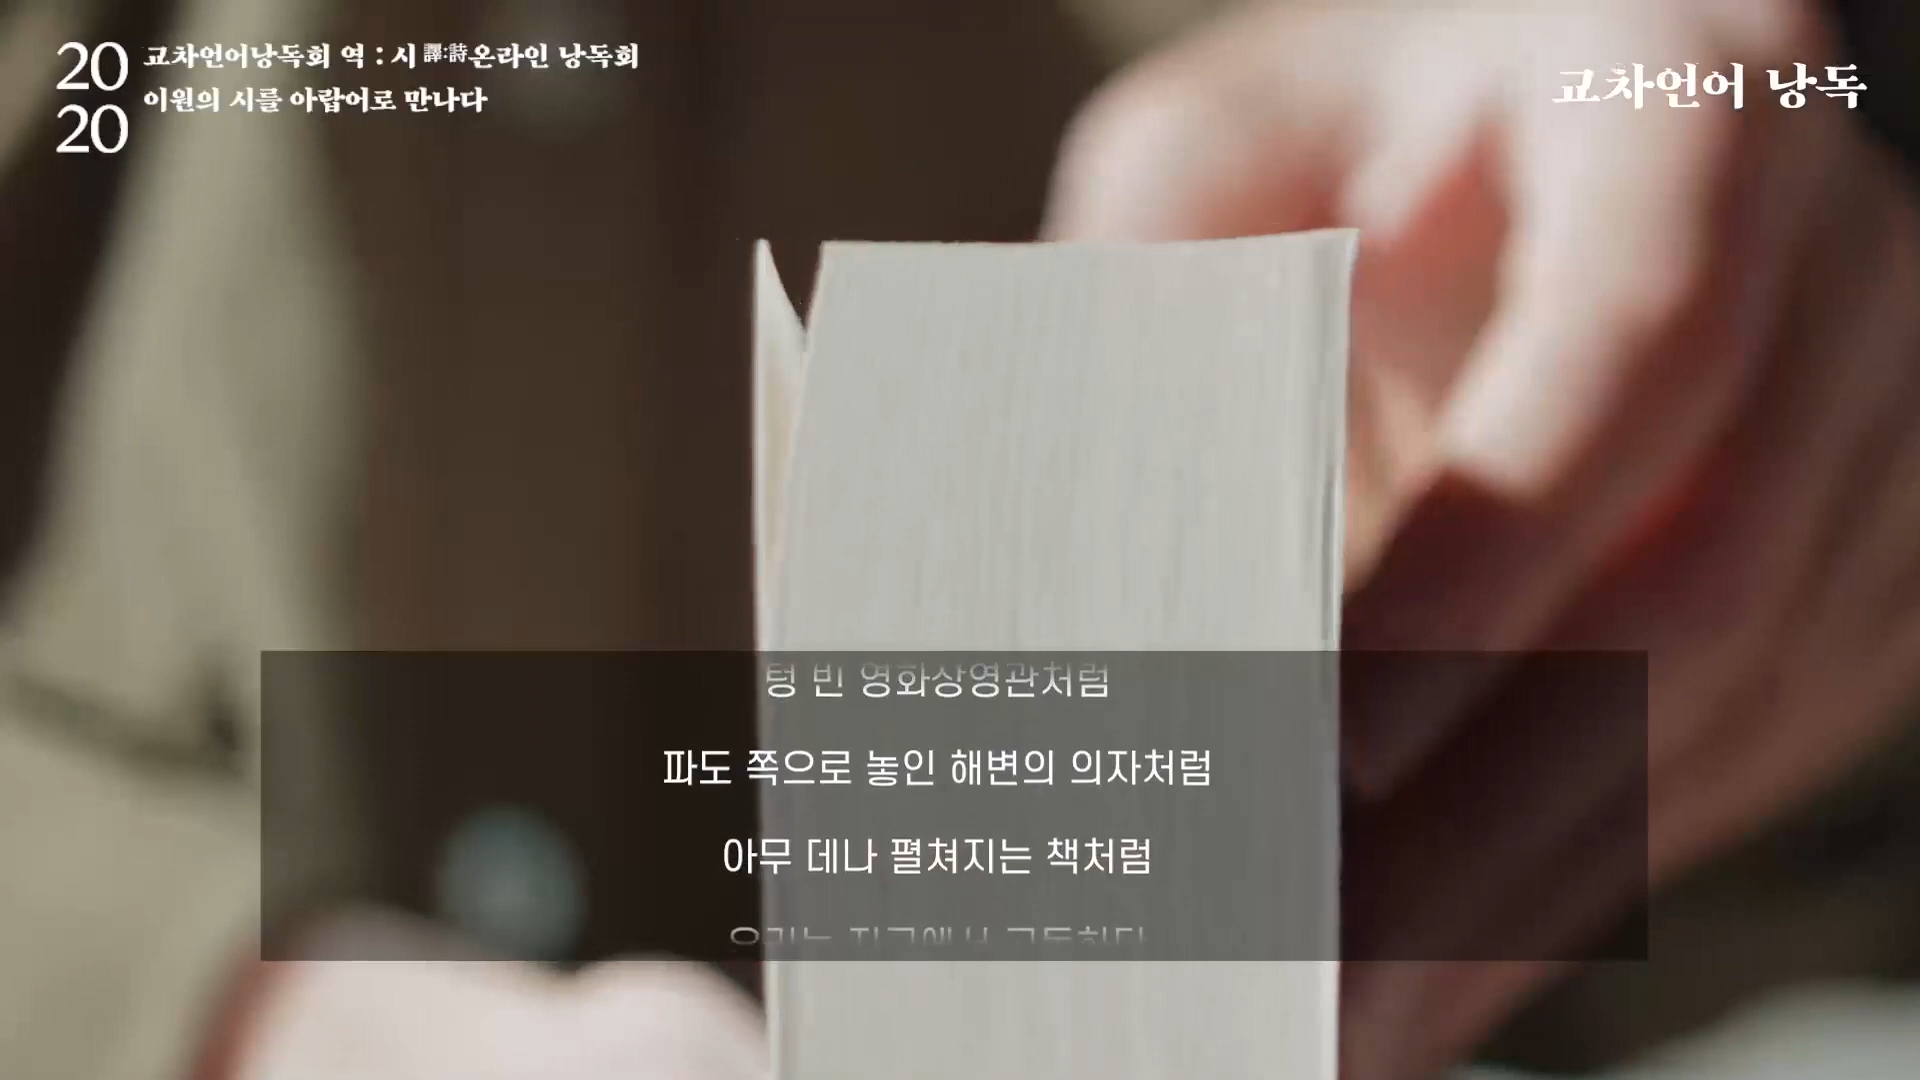 20
20
교차언어낭독회 역 : 시 譯:詩 온라인 낭독회
이원의 시를 아랍어로 만나다
교차언어 낭독
텅 빈 영화상영관처럼
파도 쪽으로 놓인 해변의 의자처럼
아무 데나 펼쳐지는 책처럼